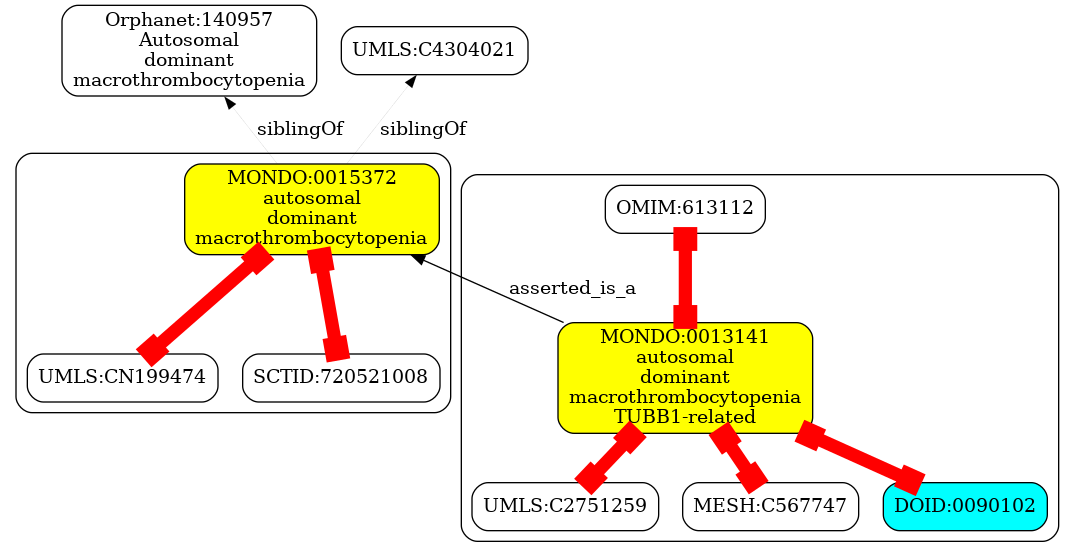 Orphanet:140957
Autosomal
dominant
macrothrombocytopenia
UMLS:C4304021
siblingOf
siblingOf
MONDO:0015372
autosomal
dominant
macrothrombocytopenia
OMIM:613112
asserted_is_a
MONDO:0013141
autosomal
dominant
macrothrombocytopenia
TUBB1-related
UMLS:CN199474
SCTID:720521008
UMLS:C2751259
MESH:C567747
DOID:0090102